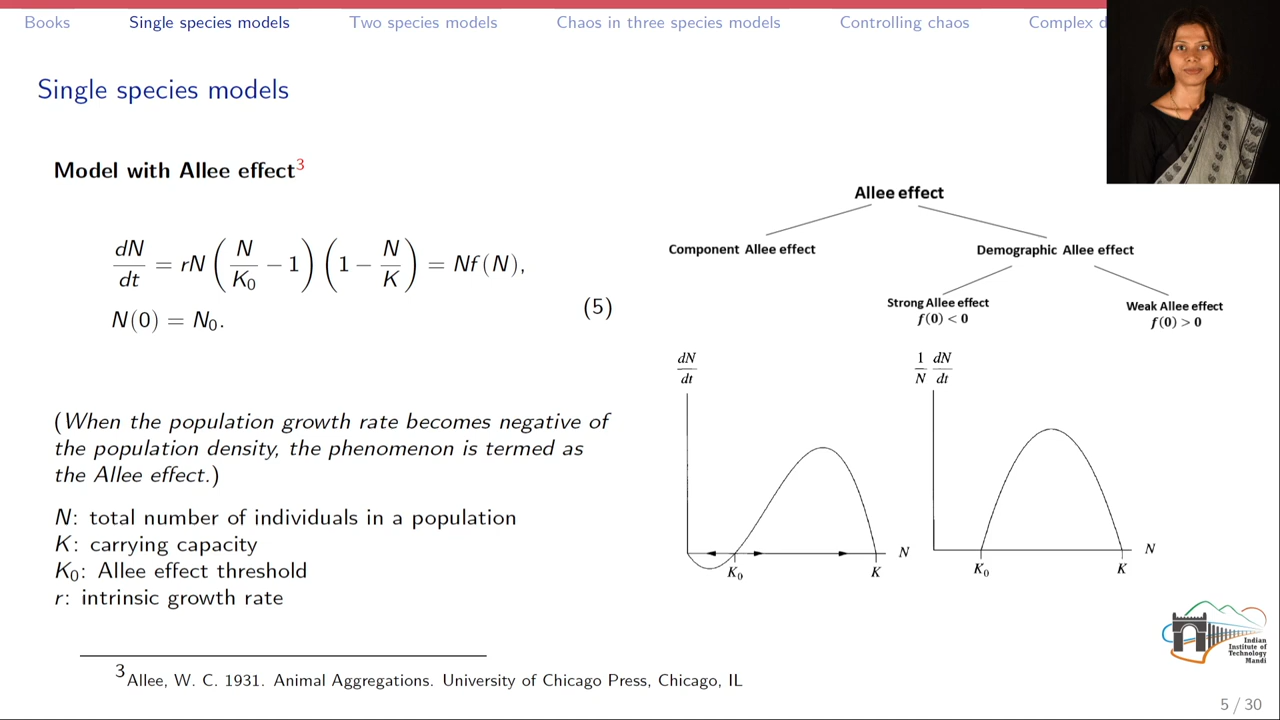 Books Single species models Two species models Chaos in three species models Controlling chaos Complex d
Single species models
Model with Allee effect3
dN/dt = rN (N/K0 − 1) (1 − N/K) = Nf(N),
N(0) = N0.
(5)
(When the population growth rate becomes negative of
the population density, the phenomenon is termed as
the Allee effect.)
N: total number of individuals in a population
K: carrying capacity
K0: Allee effect threshold
r: intrinsic growth rate
Allee effect
Component Allee effect
Demographic Allee effect
Strong Allee effect
f(0) < 0
Weak Allee effect
f(0) > 0
dN/dt
N
K0
K
1/N dN/dt
N
K0
K
Indian
Institute of
Technology
Mandi
3Allee, W. C. 1931. Animal Aggregations. University of Chicago Press, Chicago, IL
5 / 30